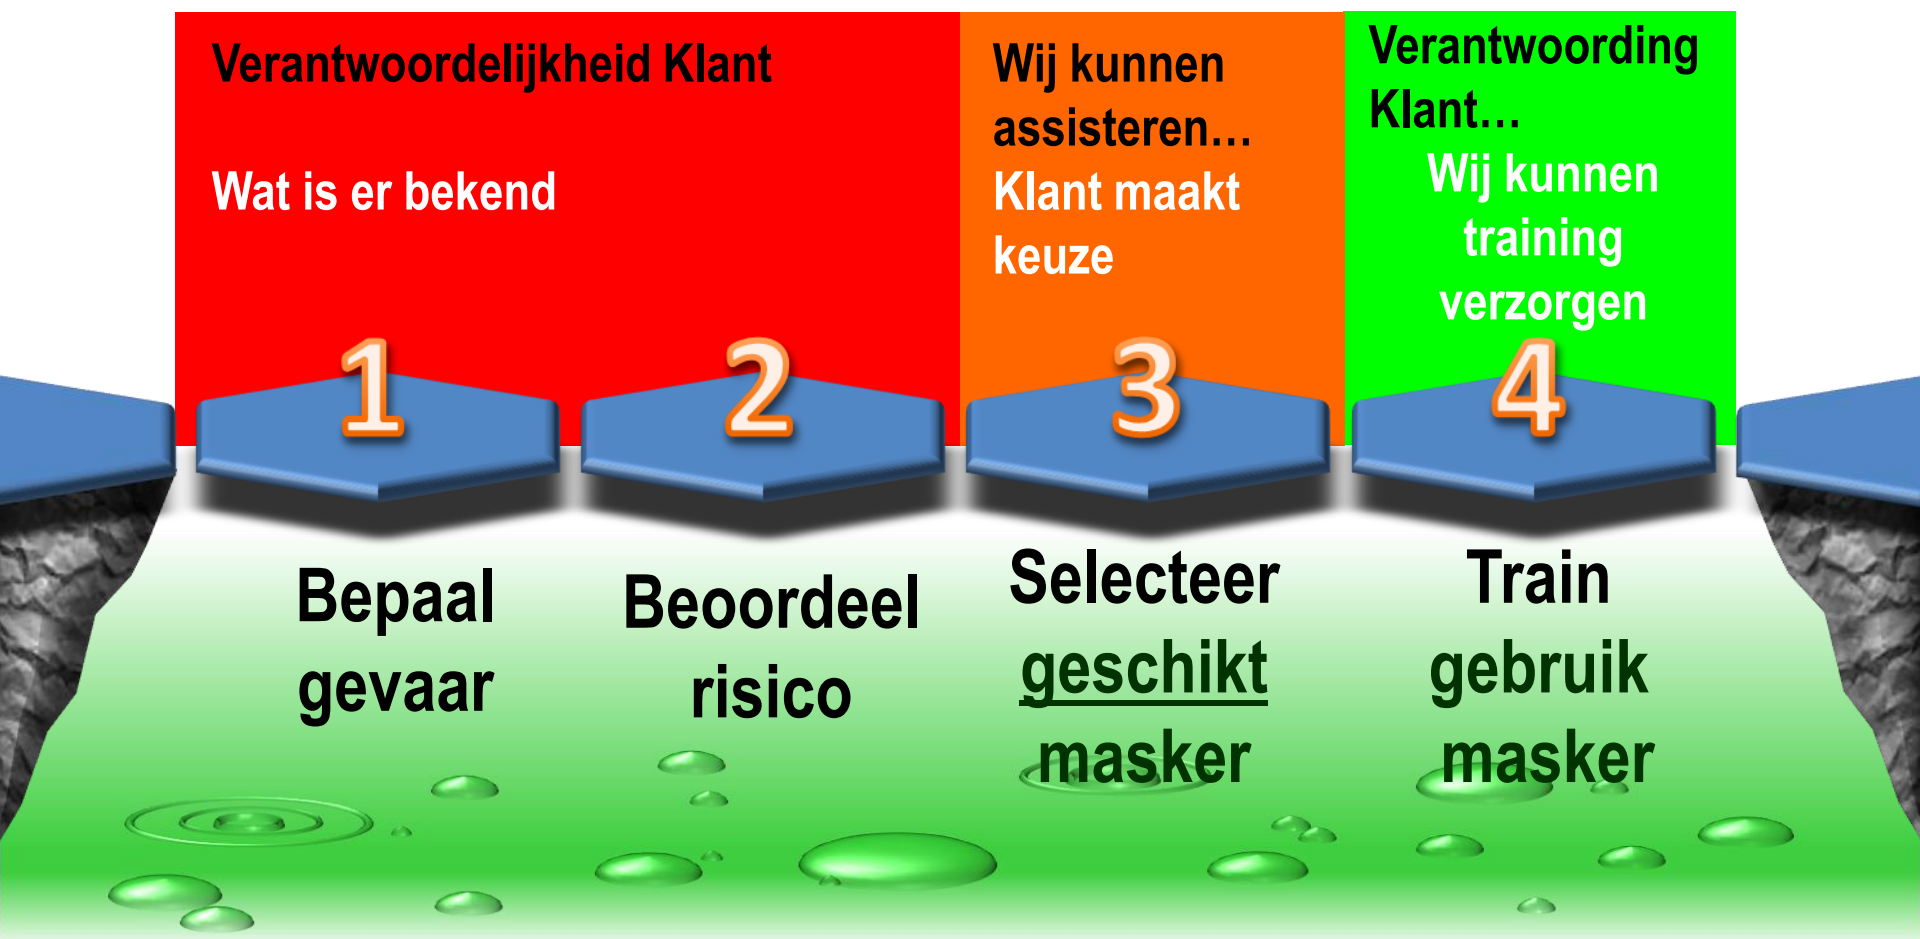 Verantwoordelijkheid Klant
Wat is er bekend
Wij kunnen
assisteren…
Klant maakt
keuze
Verantwoording
Klant…
Wij kunnen
training
verzorgen
1
2
3
4
Bepaal
gevaar
Beoordeel
risico
Selecteer
geschikt
masker
Train
gebruik
masker